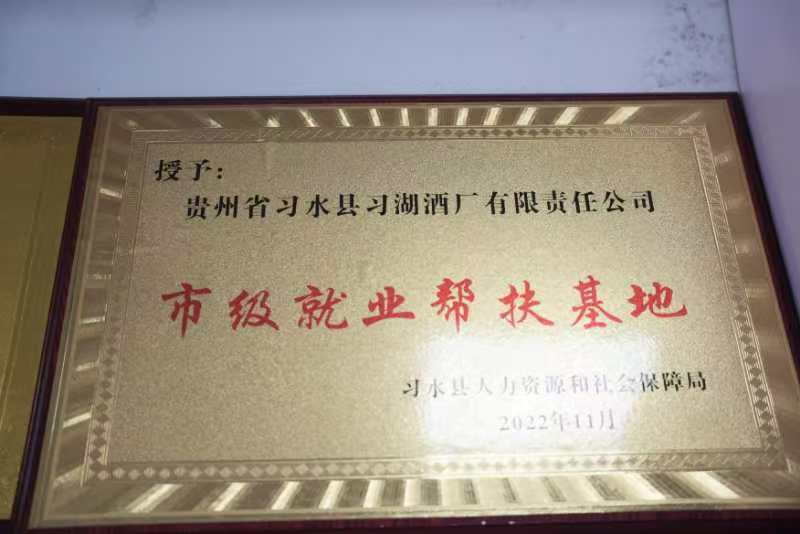 授予：
贵州省习水县习湖酒厂有限责任公司
市级就业帮扶基地
习水县人力资源和社会保障局
2022年11月